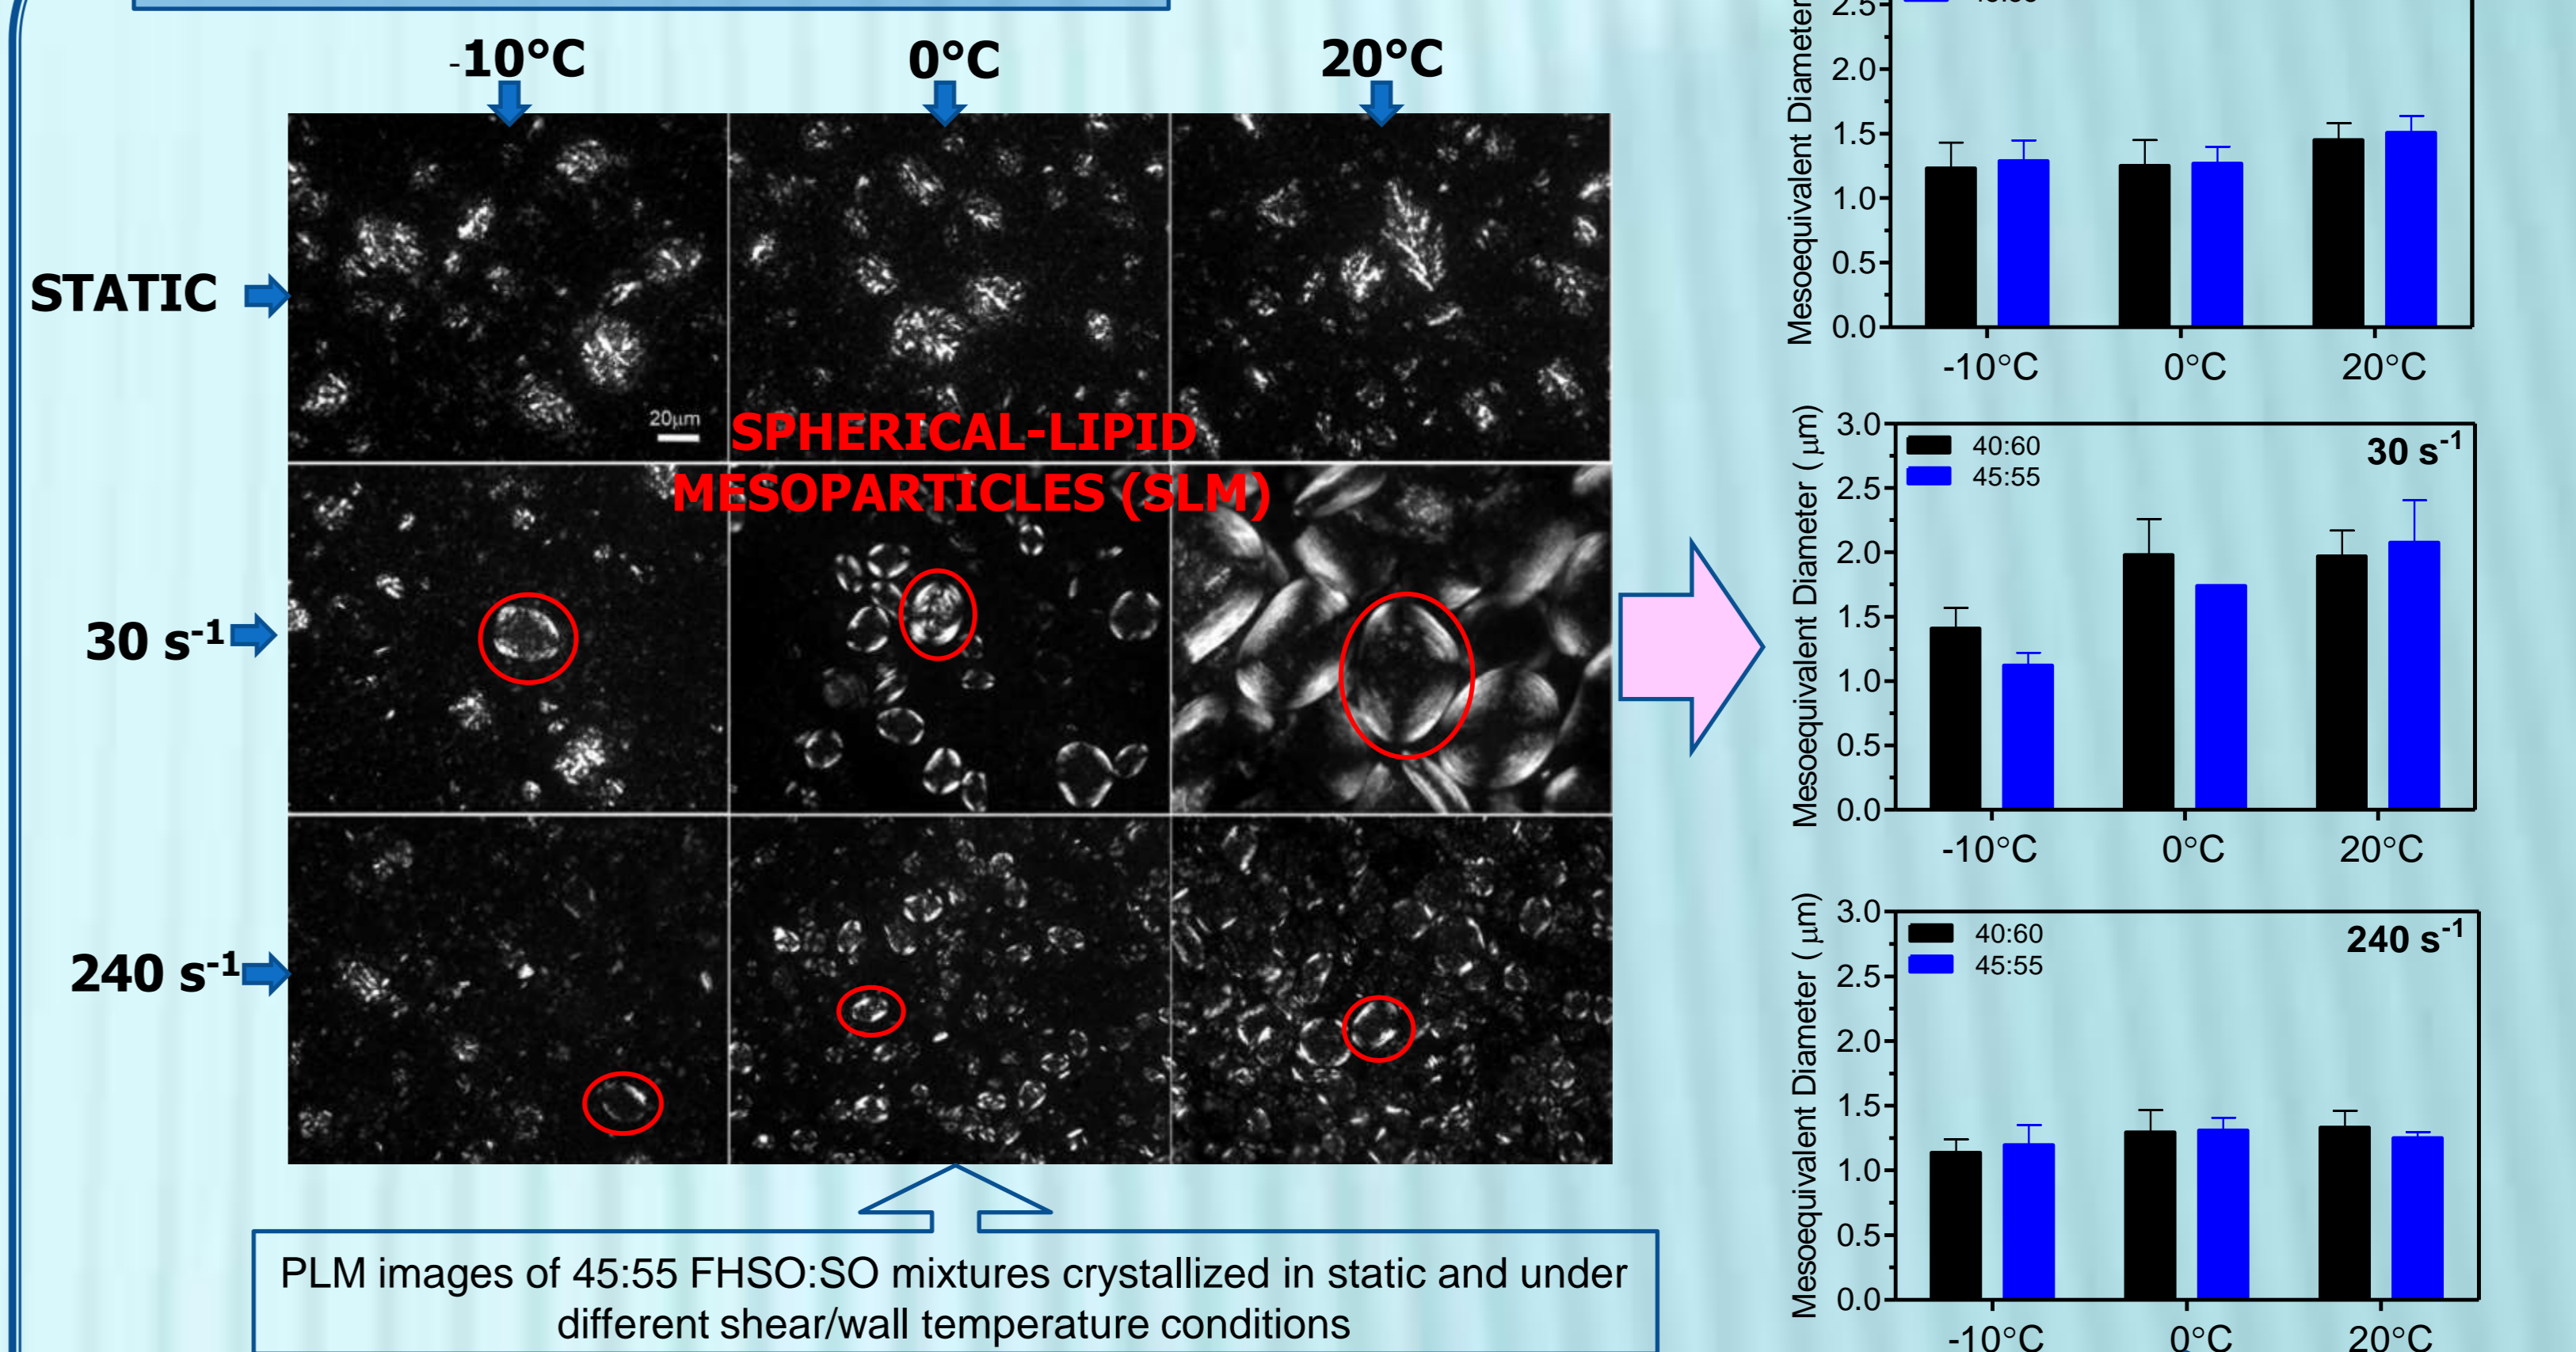 -10°C
0°C
20°C
STATIC
20μm
SPHERICAL-LIPID
MESOPARTICLES (SLM)
30 s-1
240 s-1
PLM images of 45:55 FHSO:SO mixtures crystallized in static and under
different shear/wall temperature conditions
Mesoequivalent Diameter
2.5
2.0
1.5
1.0
0.5
0.0
-10°C
0°C
20°C
Mesoequivalent Diameter ( μm)
3.0
2.5
2.0
1.5
1.0
0.5
0.0
40:60
45:55
30 s-1
-10°C
0°C
20°C
Mesoequivalent Diameter ( μm)
3.0
2.5
2.0
1.5
1.0
0.5
0.0
40:60
45:55
240 s-1
-10°C
0°C
20°C